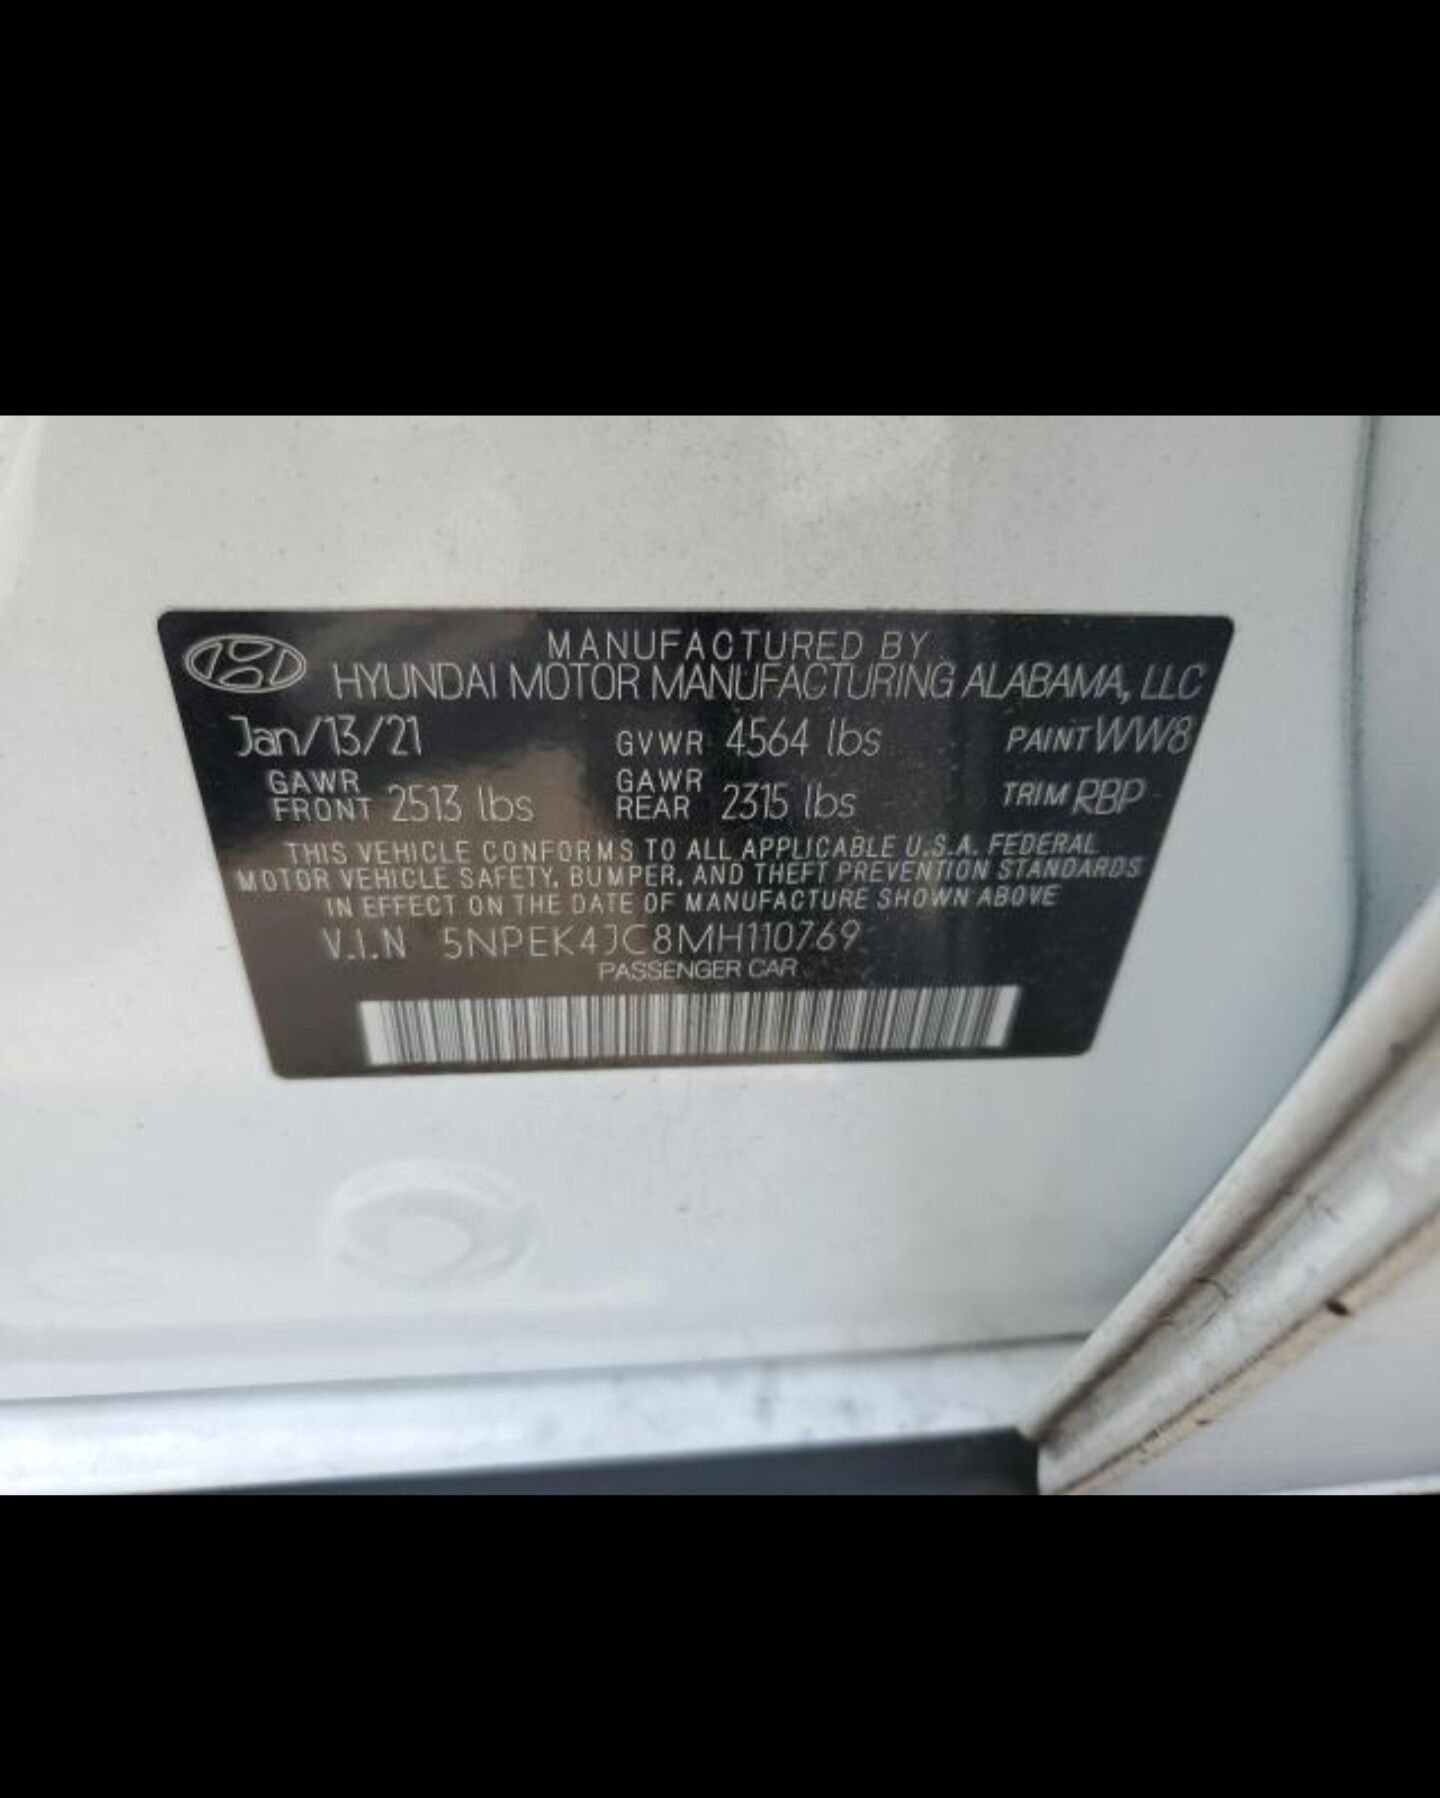 MANUFACTURED BY
HYUNDAI MOTOR MANUFACTURING ALABAMA, LLC
Jan/13/21 GVWR 4564 lbs PAINT WW8
GAWR FRONT 2513 lbs GAWR REAR 2315 lbs TRIM RBP
THIS VEHICLE CONFORMS TO ALL APPLICABLE U.S.A. FEDERAL
MOTOR VEHICLE SAFETY, BUMPER, AND THEFT PREVENTION STANDARDS
IN EFFECT ON THE DATE OF MANUFACTURE SHOWN ABOVE
V.I.N 5NPEK4JC8MH110769
PASSENGER CAR